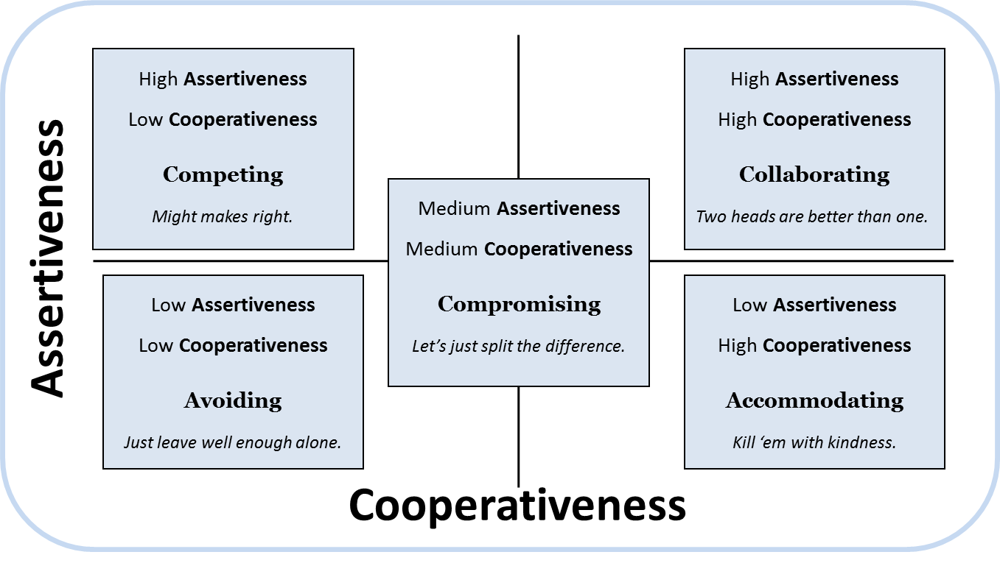 Assertiveness
High Assertiveness
Low Cooperativeness
Competing
Might makes right.
High Assertiveness
High Cooperativeness
Collaborating
Two heads are better than one.
Medium Assertiveness
Medium Cooperativeness
Compromising
Let’s just split the difference.
Low Assertiveness
Low Cooperativeness
Avoiding
Just leave well enough alone.
Low Assertiveness
High Cooperativeness
Accommodating
Kill ‘em with kindness.
Cooperativeness